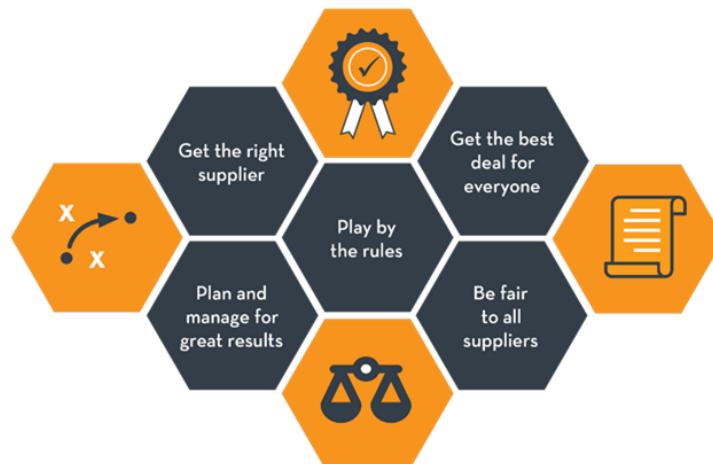 Get the right
supplier
Get the best
deal for
everyone
Play by
the rules
Plan and
manage for
great results
Be fair
to all
suppliers
X
X